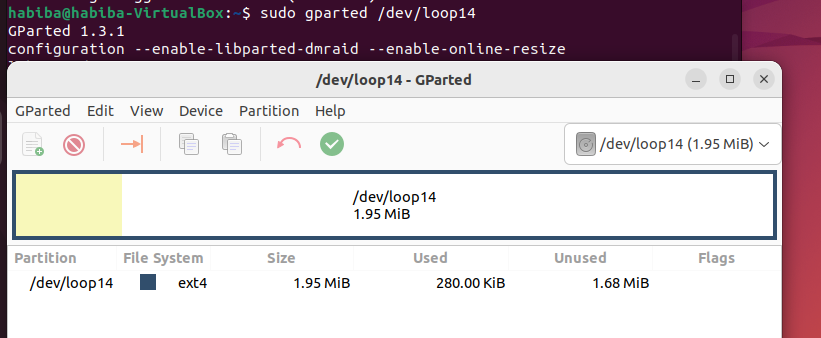 habiba@habiba-VirtualBox:~$ sudo gparted /dev/loop14
GParted 1.3.1
configuration --enable-libparted-dmraid --enable-online-resize
/dev/loop14 - GParted
GParted Edit View Device Partition Help
/dev/loop14 (1.95 MiB)
/dev/loop14
1.95 MiB
Partition File System Size Used Unused Flags
/dev/loop14 ext4 1.95 MiB 280.00 KiB 1.68 MiB